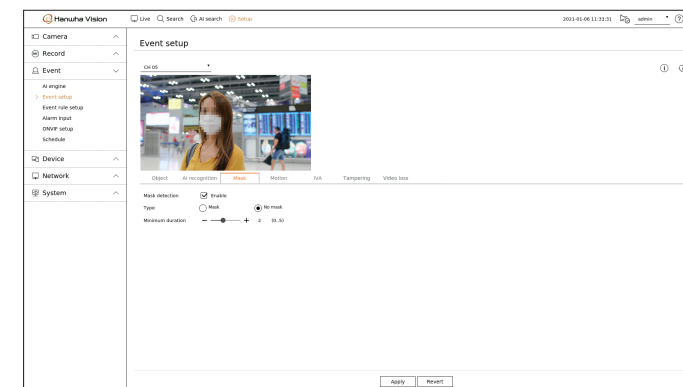 Hanwha Vision
Live Search AI search Setup 2021-01-06 11:33:31 admin
Camera
Record
Event
AI engine
> Event setup
Event rule setup
Alarm input
ONVIF setup
Schedule
Device
Network
System
Event setup
CH 05
Object AI recognition Mask Motion IVA Tampering Video loss
Mask detection Enable
Type Mask No mask
Minimum duration 2 (0..5)
Apply Revert